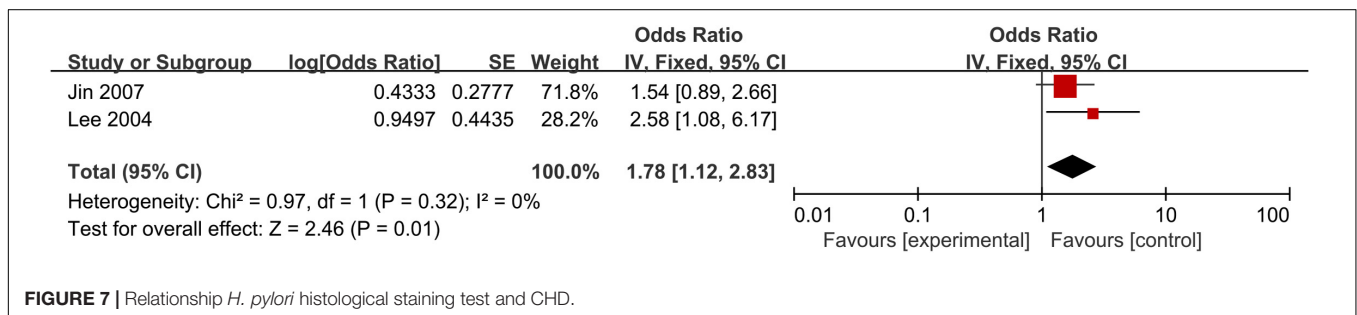 Odds Ratio Odds Ratio
Study or Subgroup log[Odds Ratio] SE Weight IV, Fixed, 95% CI IV, Fixed, 95% CI
Jin 2007 0.4333 0.2777 71.8% 1.54 [0.89, 2.66]
Lee 2004 0.9497 0.4435 28.2% 2.58 [1.08, 6.17]
Total (95% CI) 100.0% 1.78 [1.12, 2.83]
Heterogeneity: Chi² = 0.97, df = 1 (P = 0.32); I² = 0%
Test for overall effect: Z = 2.46 (P = 0.01)
0.01 0.1 1 10 100
Favours [experimental] Favours [control]
FIGURE 7 | Relationship H. pylori histological staining test and CHD.